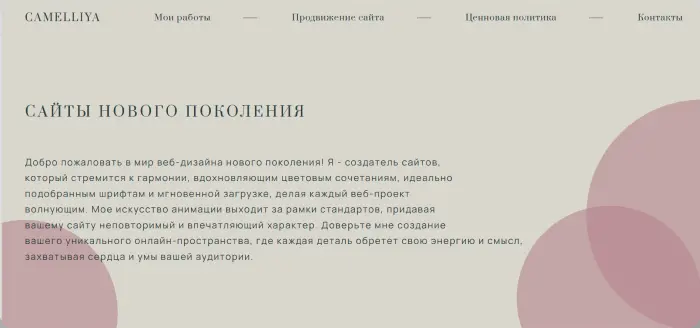 CAMELLIYA
Мои работы
Продвижение сайта
Ценновая политика
Контакты
САЙТЫ НОВОГО ПОКОЛЕНИЯ
Добро пожаловать в мир веб-дизайна нового поколения! Я - создатель сайтов,
который стремится к гармонии, вдохновляющим цветовым сочетаниям, идеально
подобранным шрифтам и мгновенной загрузке, делая каждый веб-проект
волнующим. Мое искусство анимации выходит за рамки стандартов, придавая
вашему сайту неповторимый и впечатляющий характер. Доверьте мне создание
вашего уникального онлайн-пространства, где каждая деталь обретет свою энергию и смысл,
захватывая сердца и умы вашей аудитории.